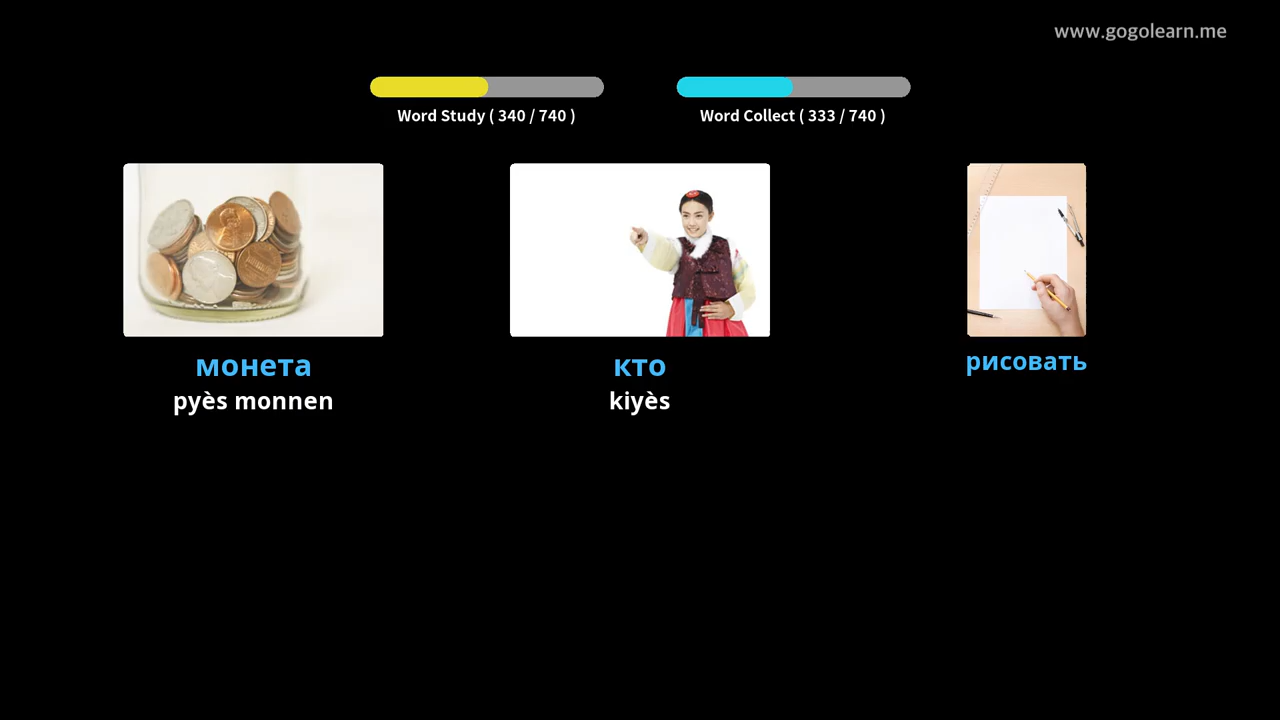 www.gogolearn.me
Word Study ( 340 / 740 )
Word Collect ( 333 / 740 )
монета
pyès monnen
кто
kiyès
рисовать